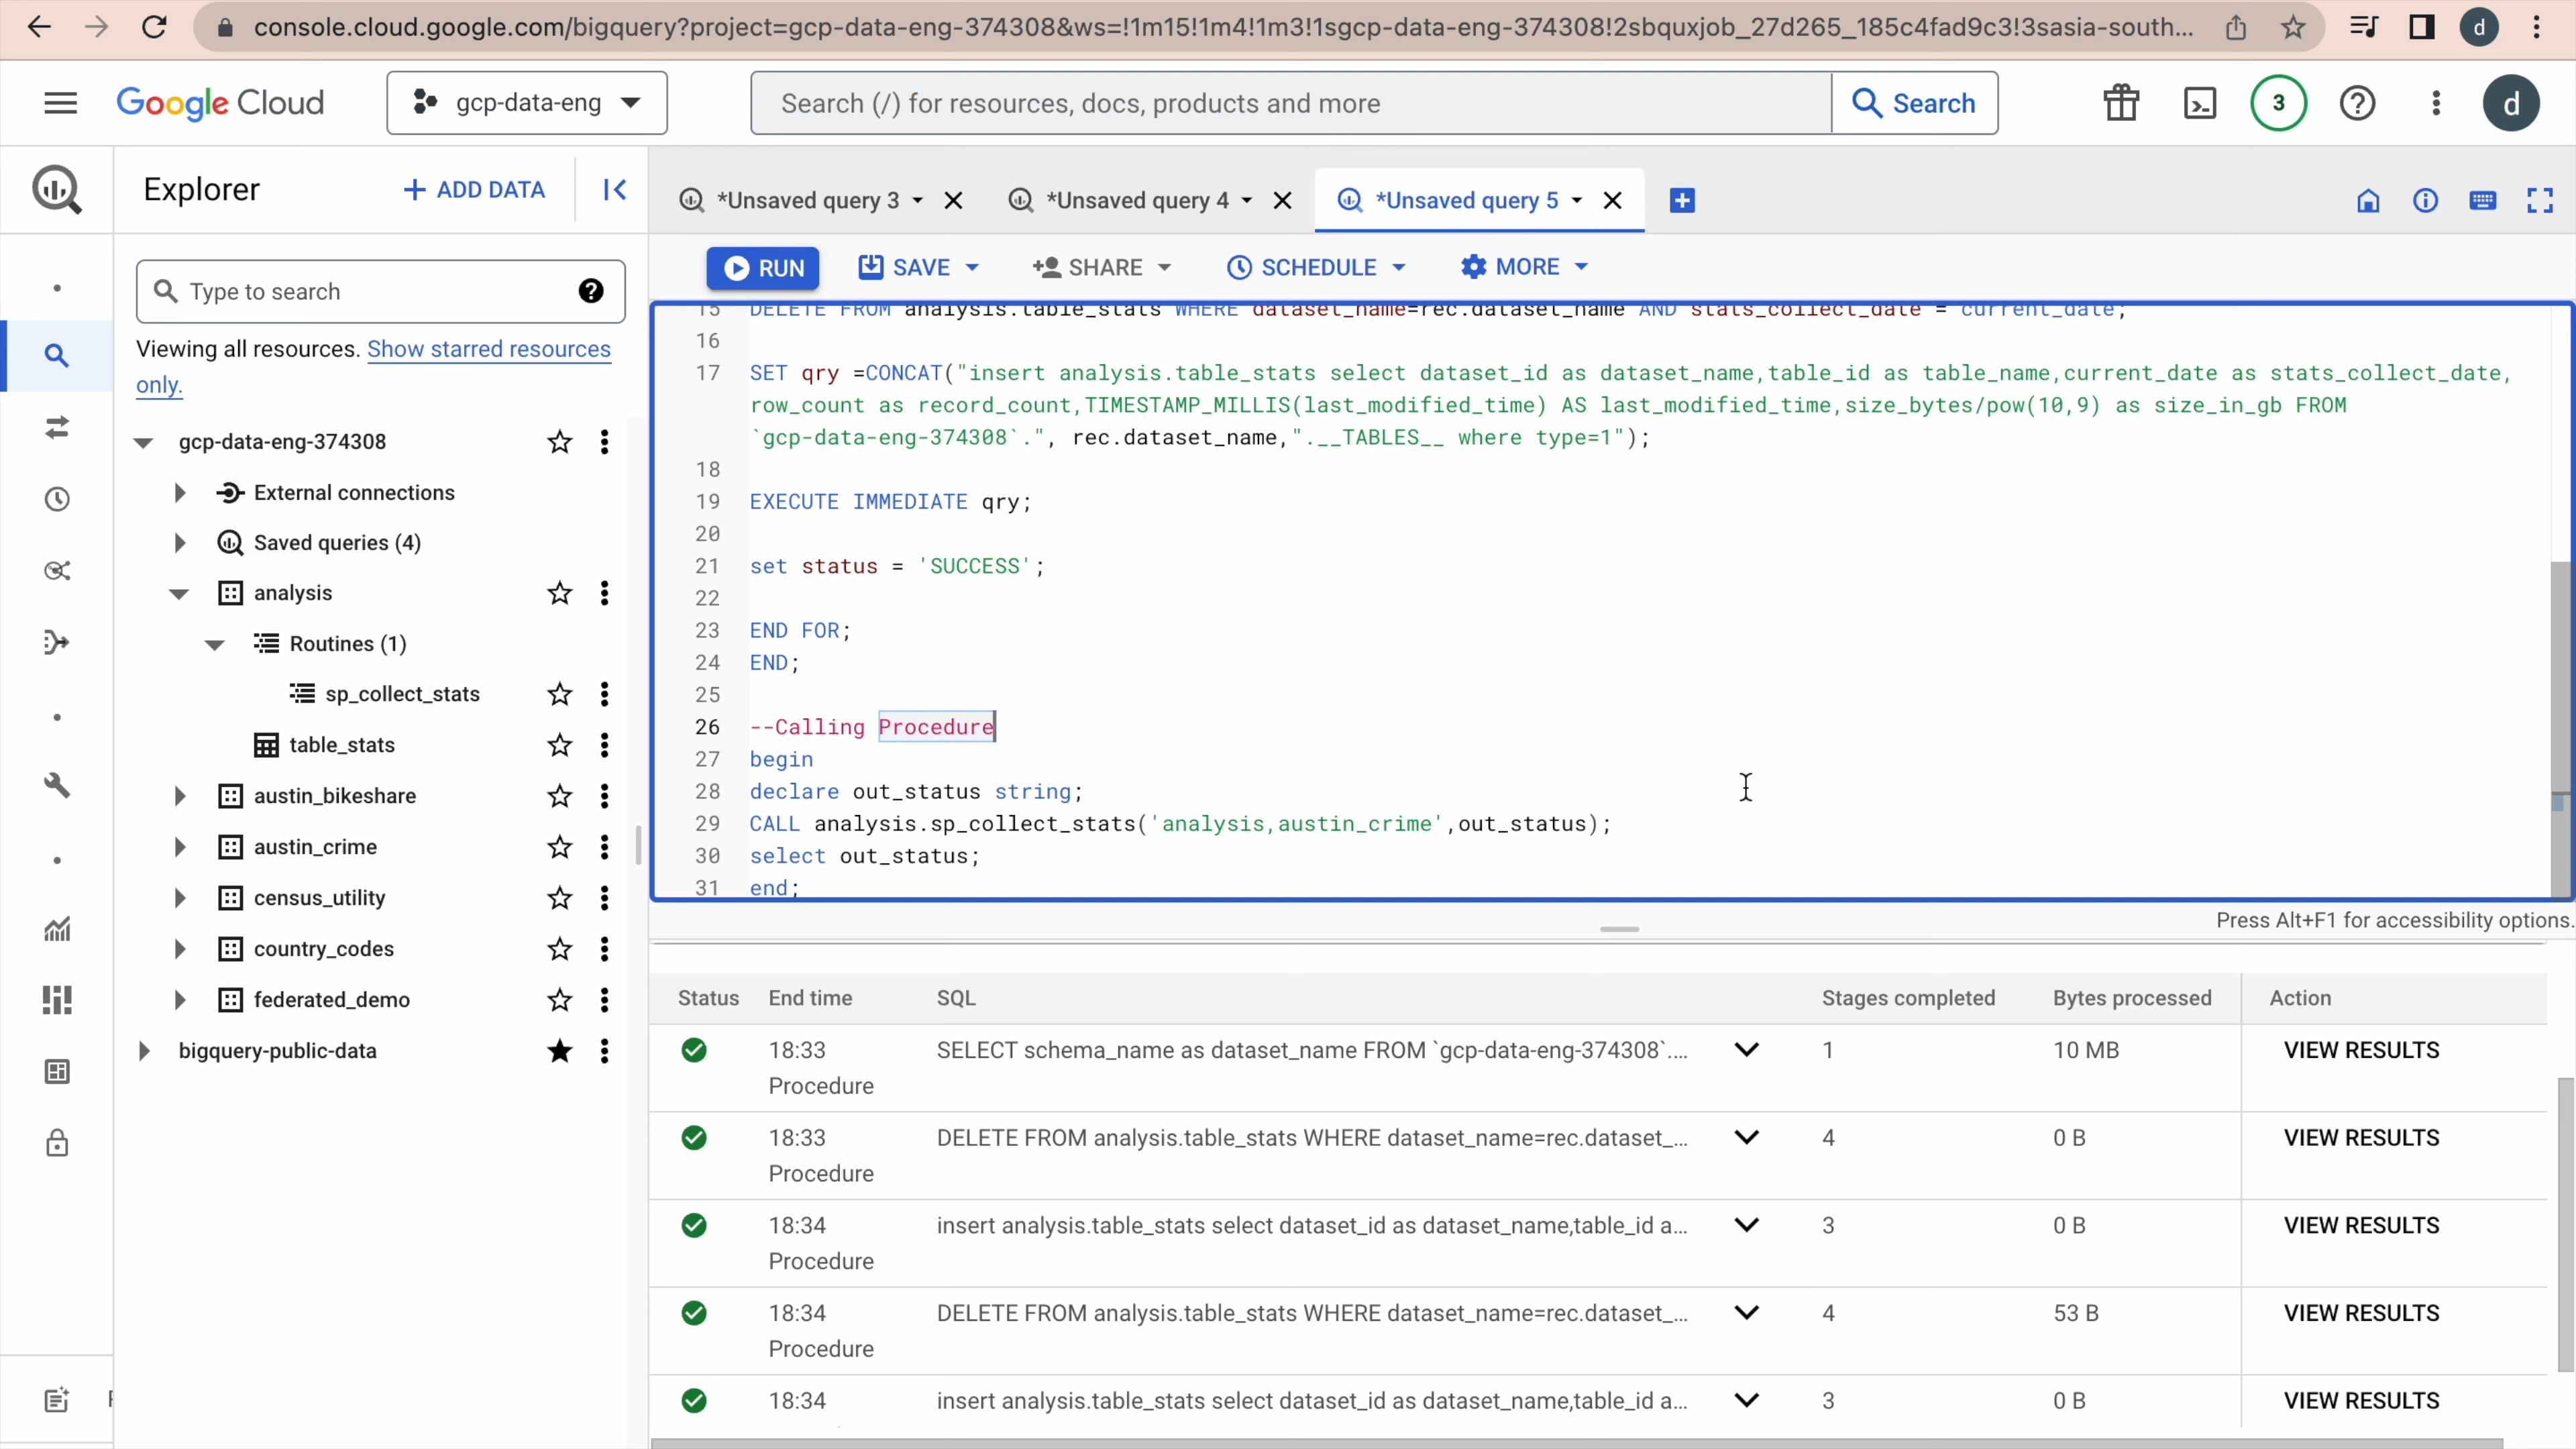 console.cloud.google.com/bigquery?project=gcp-data-eng-374308&ws=!1m15!1m4!1m3!1sgcp-data-eng-374308!2sbquxjob_27d265_185c4fad9c3!3sasia-south...
d
Google Cloud
gcp-data-eng
Search (/) for resources, docs, products and more
Search
3
d
Explorer
+ ADD DATA
*Unsaved query 3
*Unsaved query 4
*Unsaved query 5
RUN
SAVE
SHARE
SCHEDULE
MORE
Type to search
Viewing all resources. Show starred resources
only.
gcp-data-eng-374308
External connections
Saved queries (4)
analysis
Routines (1)
sp_collect_stats
table_stats
austin_bikeshare
austin_crime
census_utility
country_codes
federated_demo
bigquery-public-data
15 DELETE FROM analysis.table_stats WHERE dataset_name=rec.dataset_name AND stats_collect_date = current_date;
16
17 SET qry =CONCAT("insert analysis.table_stats select dataset_id as dataset_name,table_id as table_name,current_date as stats_collect_date,
row_count as record_count,TIMESTAMP_MILLIS(last_modified_time) AS last_modified_time,size_bytes/pow(10,9) as size_in_gb FROM
`gcp-data-eng-374308`.", rec.dataset_name,".__TABLES__ where type=1");
18
19 EXECUTE IMMEDIATE qry;
20
21 set status = 'SUCCESS';
22
23 END FOR;
24 END;
25
26 --Calling Procedure
27 begin
28 declare out_status string;
29 CALL analysis.sp_collect_stats('analysis,austin_crime',out_status);
30 select out_status;
31 end;
Press Alt+F1 for accessibility options.
Status End time SQL Stages completed Bytes processed Action
18:33 SELECT schema_name as dataset_name FROM `gcp-data-eng-374308`.... 1 10 MB VIEW RESULTS
Procedure
18:33 DELETE FROM analysis.table_stats WHERE dataset_name=rec.dataset_... 4 0 B VIEW RESULTS
Procedure
18:34 insert analysis.table_stats select dataset_id as dataset_name,table_id a... 3 0 B VIEW RESULTS
Procedure
18:34 DELETE FROM analysis.table_stats WHERE dataset_name=rec.dataset_... 4 53 B VIEW RESULTS
Procedure
18:34 insert analysis.table_stats select dataset_id as dataset_name,table_id a... 3 0 B VIEW RESULTS